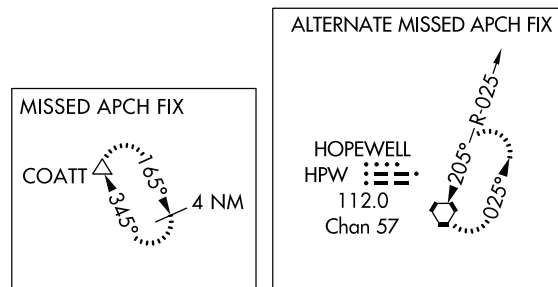 MISSED APCH FIX
COATT
165°
345°
4 NM
ALTERNATE MISSED APCH FIX
HOPEWELL
HPW
112.0
Chan 57
R-025
205°
025°